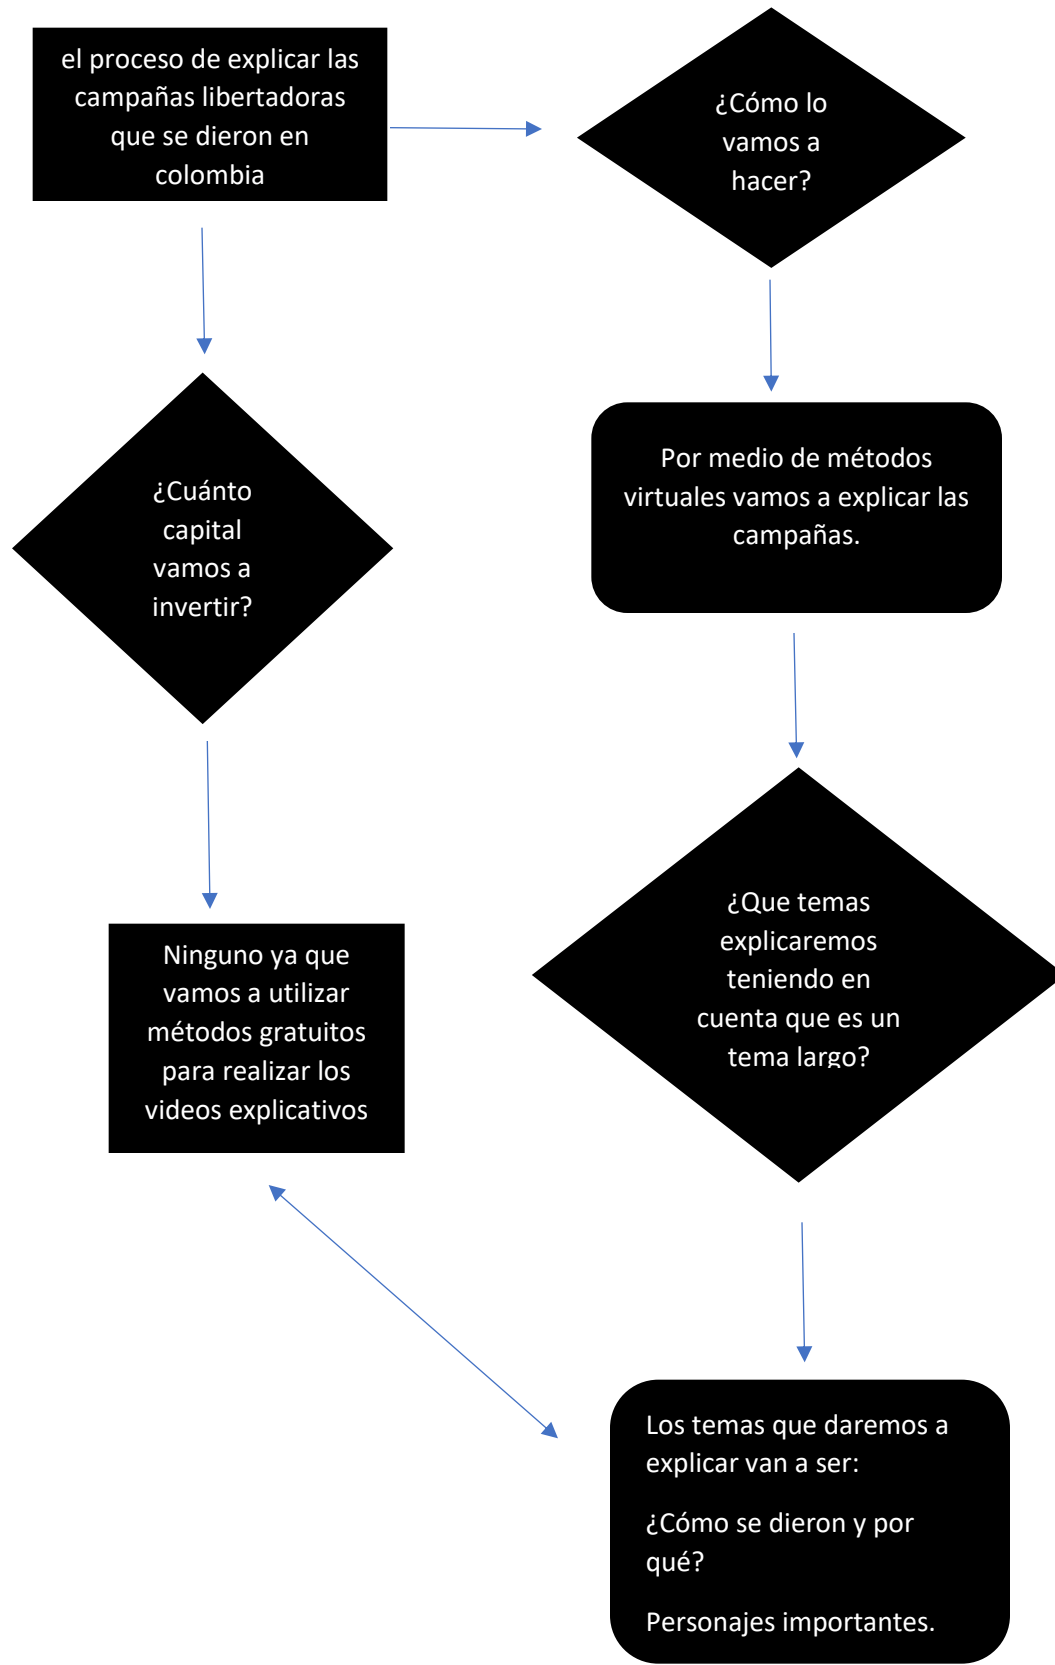 el proceso de explicar las
campañas libertadoras
que se dieron en
colombia
¿Cómo lo
vamos a
hacer?
¿Cuánto
capital
vamos a
invertir?
Por medio de métodos
virtuales vamos a explicar las
campañas.
Ninguno ya que
vamos a utilizar
métodos gratuitos
para realizar los
videos explicativos
¿Que temas
explicaremos
teniendo en
cuenta que es un
tema largo?
Los temas que daremos a
explicar van a ser:
¿Cómo se dieron y por
qué?
Personajes importantes.